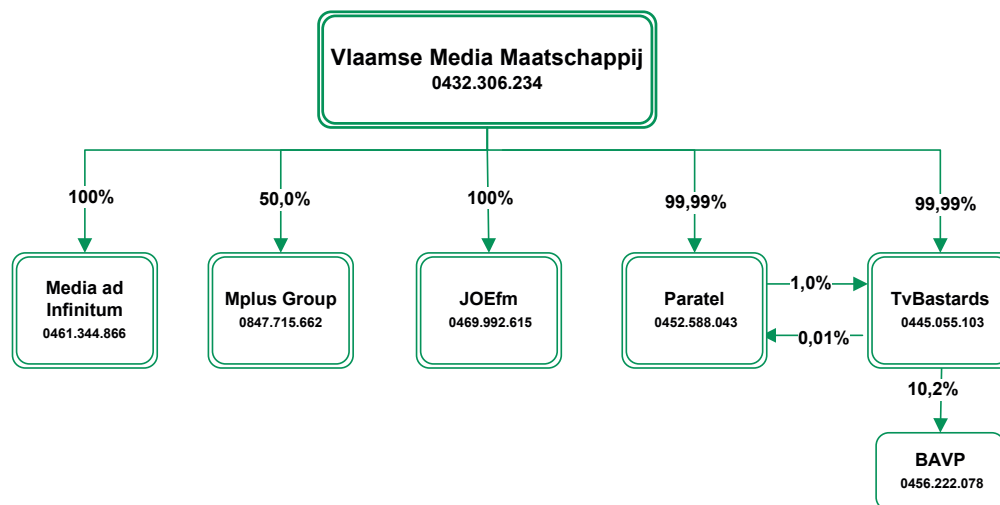 Vlaamse Media Maatschappij
0432.306.234
100%
50,0%
100%
99,99%
99,99%
Media ad
Infinitum
0461.344.866
Mplus Group
0847.715.662
JOEfm
0469.992.615
Paratel
0452.588.043
1,0%
0,01%
TvBastards
0445.055.103
10,2%
BAVP
0456.222.078